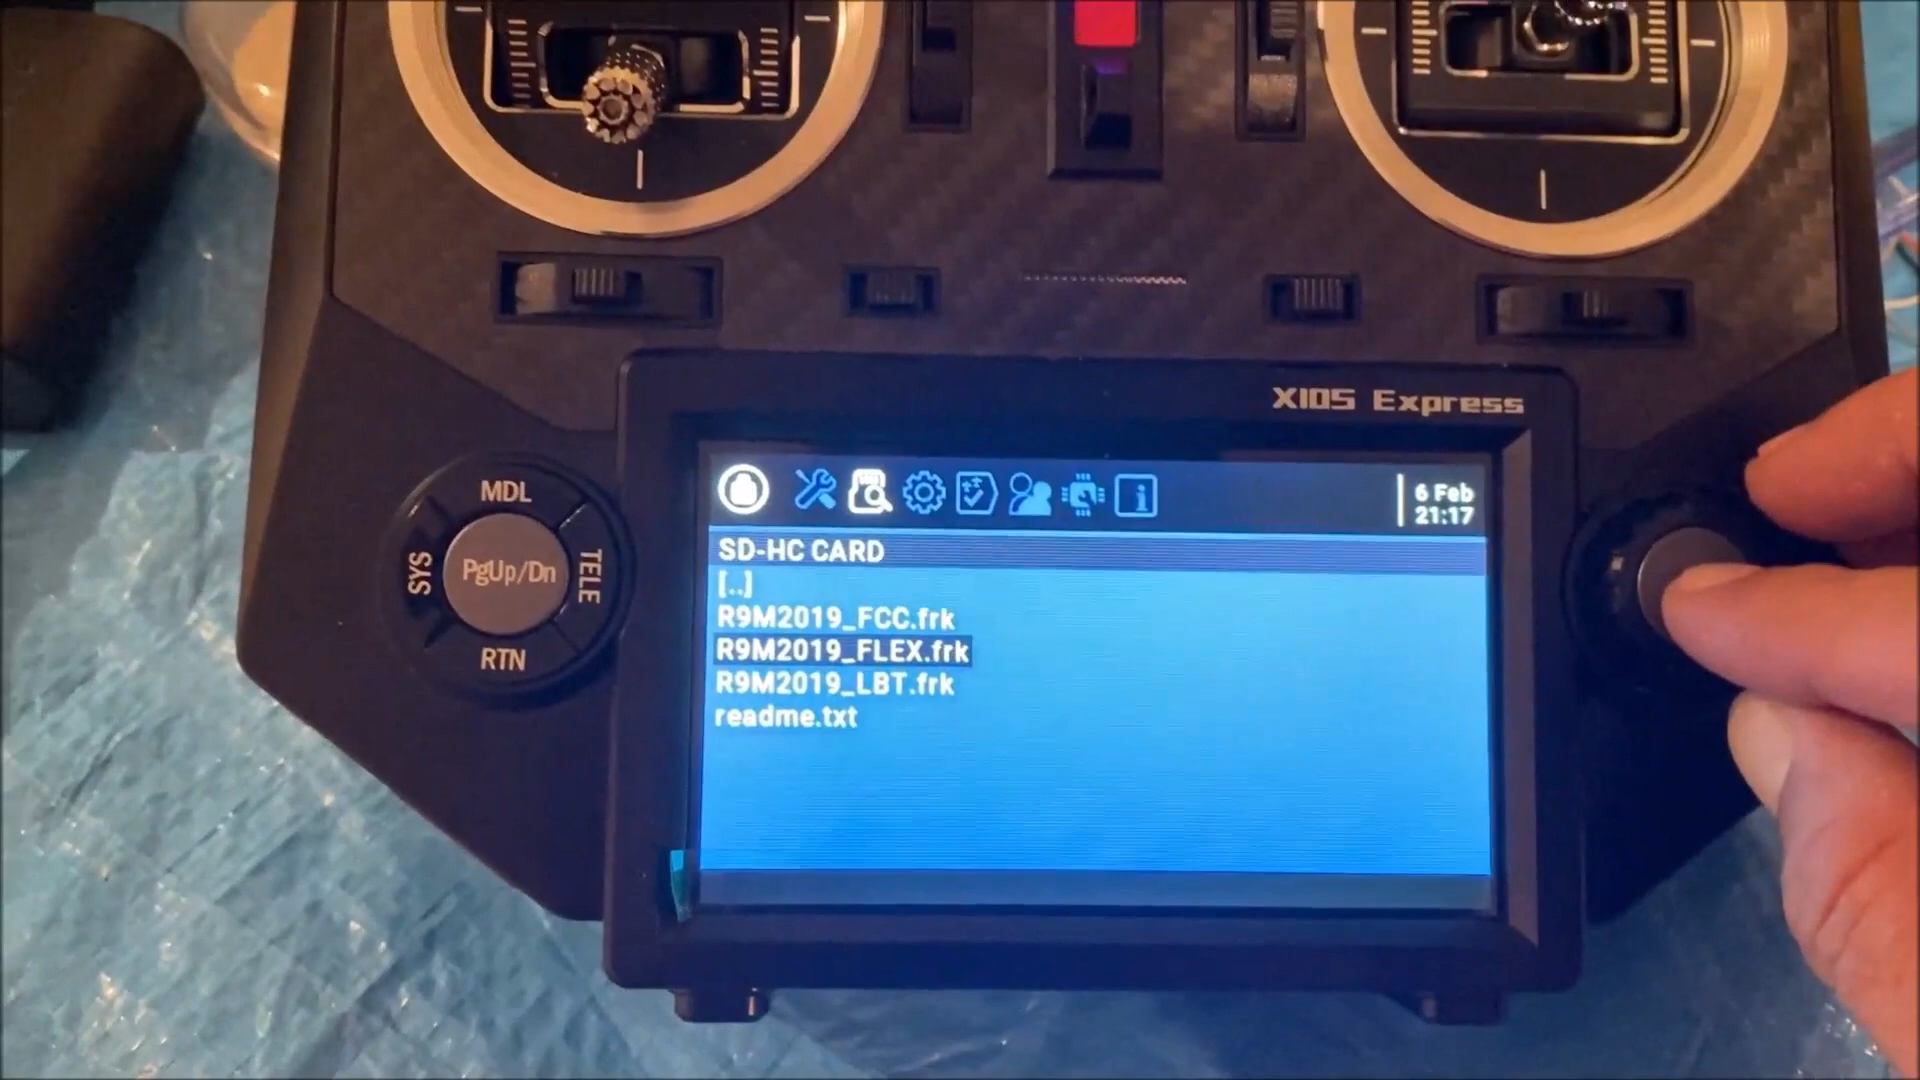 X10S Express
MDL
SYS
PgUp/Dn
TELE
RTN
6 Feb
21:17
SD-HC CARD
[..]
R9M2019_FCC.frk
R9M2019_FLEX.frk
R9M2019_LBT.frk
readme.txt